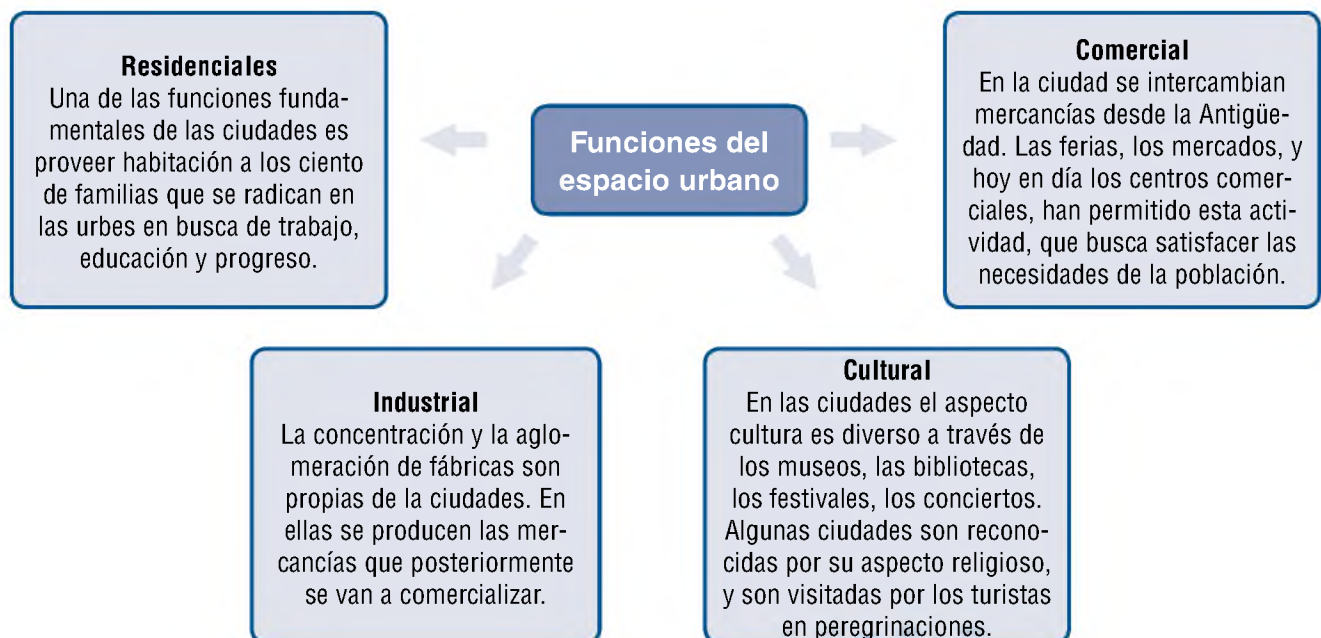 Funciones del
espacio urbano
Residenciales
Una de las funciones funda-
mentales de las ciudades es
proveer habitación a los ciento
de familias que se radican en
las urbes en busca de trabajo,
educación y progreso.
Comercial
En la ciudad se intercambian
mercancías desde la Antigüe-
dad. Las ferias, los mercados, y
hoy en día los centros comer-
ciales, han permitido esta acti-
vidad, que busca satisfacer las
necesidades de la población.
Industrial
La concentración y la aglo-
meración de fábricas son
propias de la ciudades. En
ellas se producen las mer-
cancías que posteriormente
se van a comercializar.
Cultural
En las ciudades el aspecto
cultura es diverso a través de
los museos, las bibliotecas,
los festivales, los conciertos.
Algunas ciudades son recono-
cidas por su aspecto religioso,
y son visitadas por los turistas
en peregrinaciones.